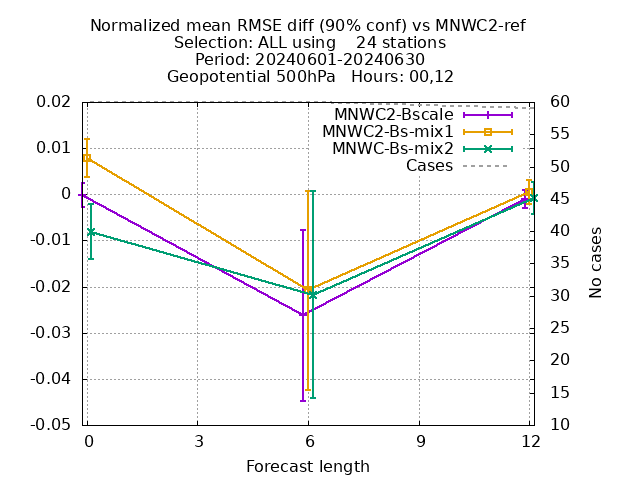 Normalized mean RMSE diff (90% conf) vs MNWC2-ref
Selection: ALL using    24 stations
Period: 20240601-20240630
Geopotential 500hPa   Hours: 00,12
0.02
0.01
0
-0.01
-0.02
-0.03
-0.04
-0.05
MNWC2-Bscale
MNWC2-Bs-mix1
MNWC-Bs-mix2
Cases
60
55
50
45
40
35
30
25
20
15
10
No cases
0 3 6 9 12
Forecast length